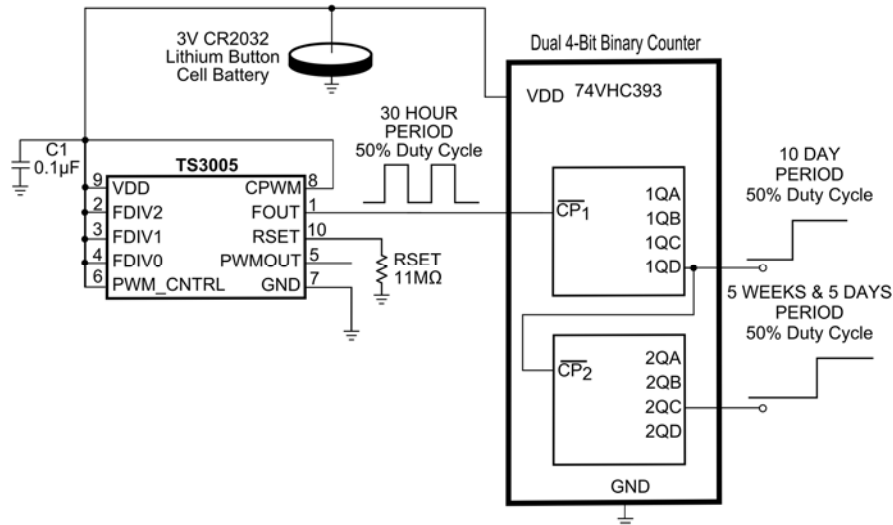 3V CR2032
Lithium Button
Cell Battery
Dual 4-Bit Binary Counter
VDD 74VHC393
30 HOUR
PERIOD
50% Duty Cycle
C1
0.1µF
TS3005
9 VDD CPWM 8
2 FDIV2 FOUT 1
3 FDIV1 RSET 10
4 FDIV0 PWMOUT 5
6 PWM_CNTRL GND 7
RSET
11MΩ
CP1
1QA
1QB
1QC
1QD
10 DAY
PERIOD
50% Duty Cycle
5 WEEKS & 5 DAYS
PERIOD
50% Duty Cycle
CP2
2QA
2QB
2QC
2QD
GND